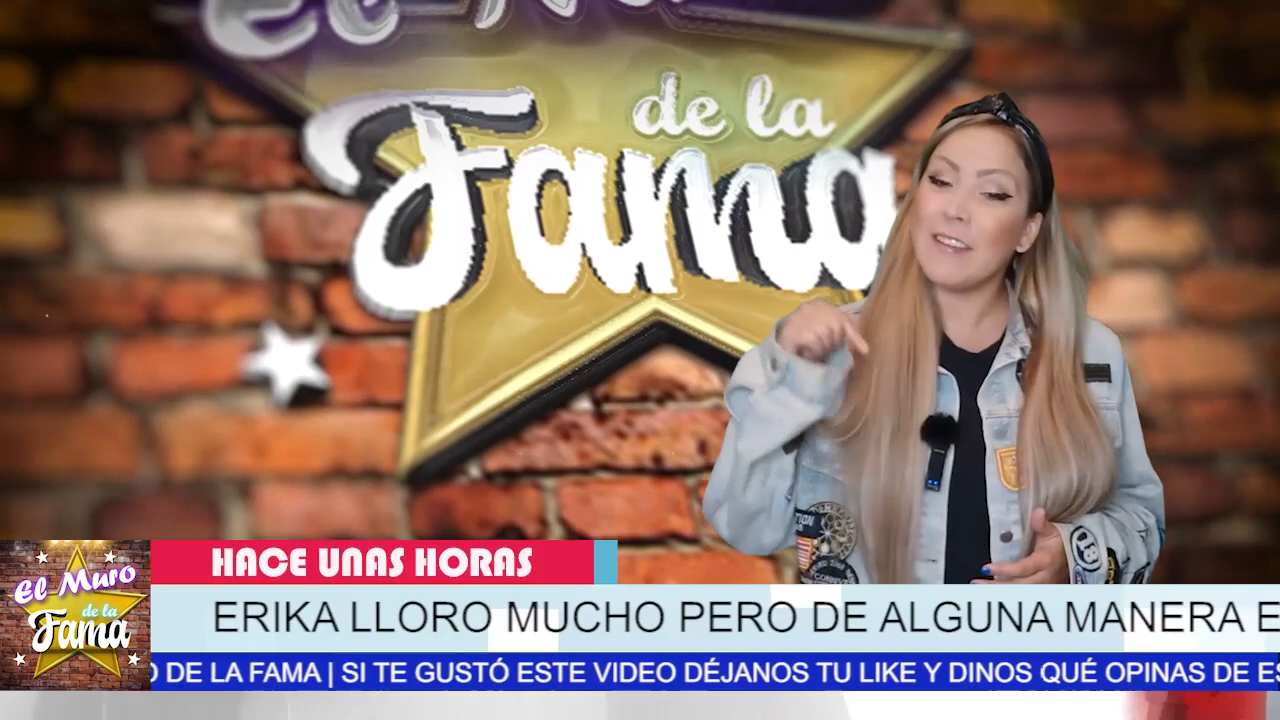 de la
Fama
HACE UNAS HORAS
ERIKA LLORO MUCHO PERO DE ALGUNA MANERA E
El Muro
de la
Fama
O DE LA FAMA | SI TE GUSTÓ ESTE VIDEO DÉJANOS TU LIKE Y DINOS QUÉ OPINAS DE ES